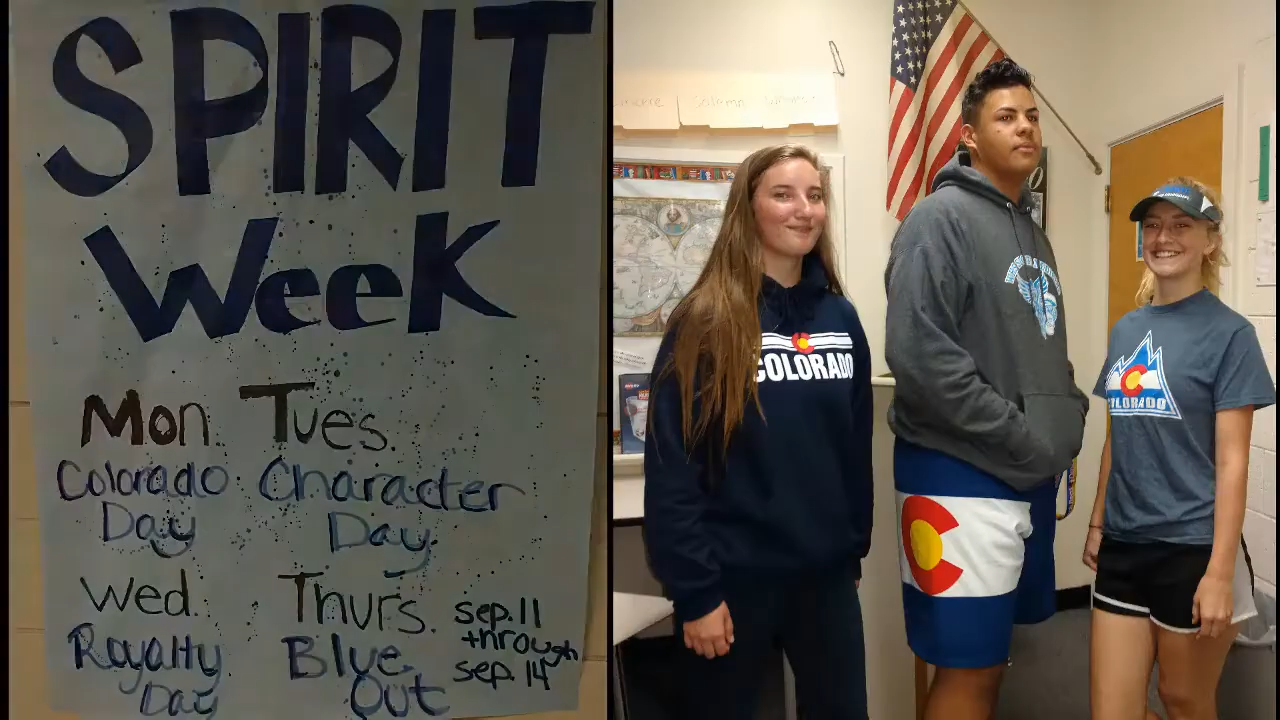 SPIRIT
Week
Mon Tues.
Colorado Character
Day Day
Wed. Thurs.
Royalty Blue
Day Out
sep.11
through
sep.14
COLORADO
COLORADO